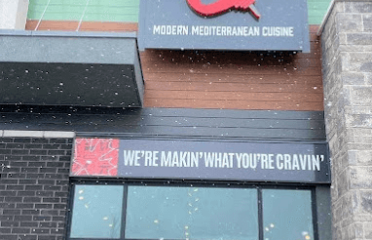 MODERN MEDITERRANEAN CUISINE
WE'RE MAKIN' WHAT YOU'RE CRAVIN'